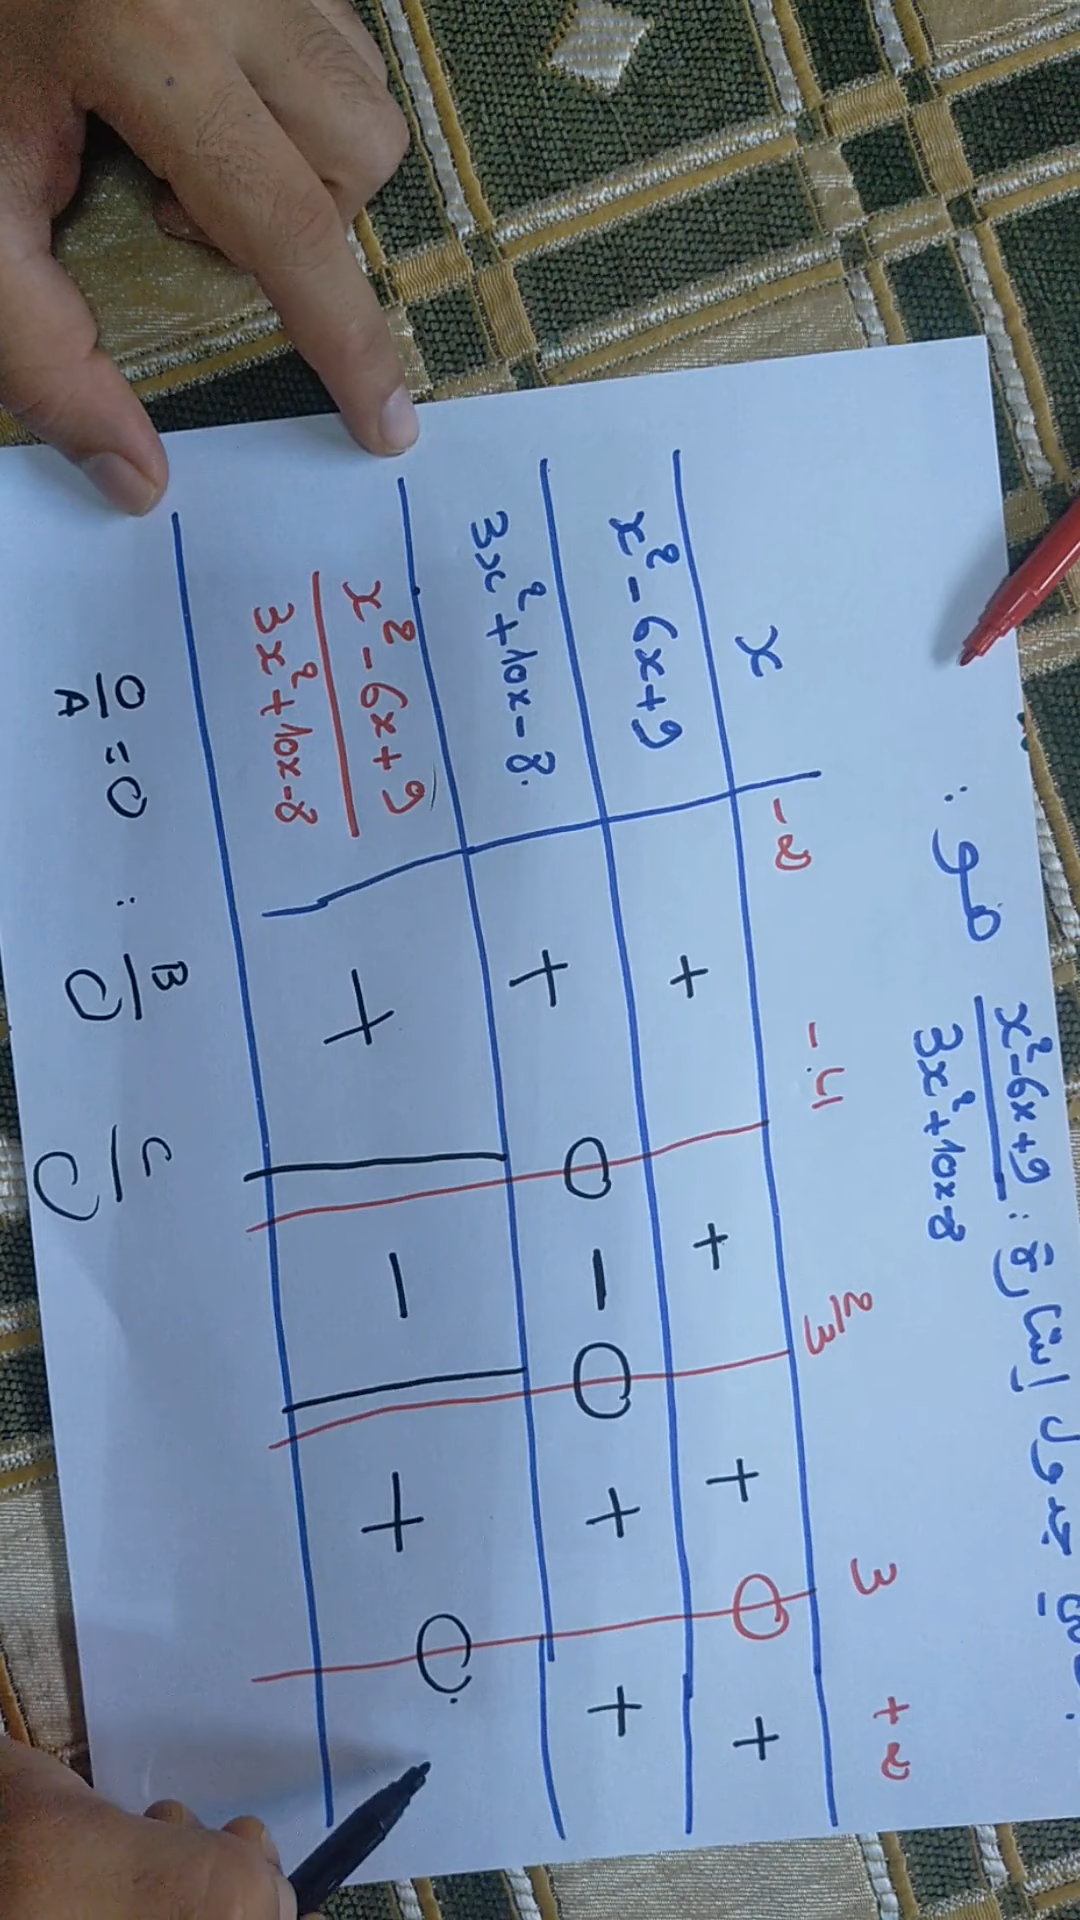 جدول إشارة : x²-6x+9 / 3x²+10x-8 هو :
x -∞ -4 2/3 3 +∞
x²-6x+9 + + + 0 +
3x²+10x-8. + 0 - 0 + +
x²-6x+9 / 3x²+10x-8 + - + 0
0/A = 0 : B/0 C/0